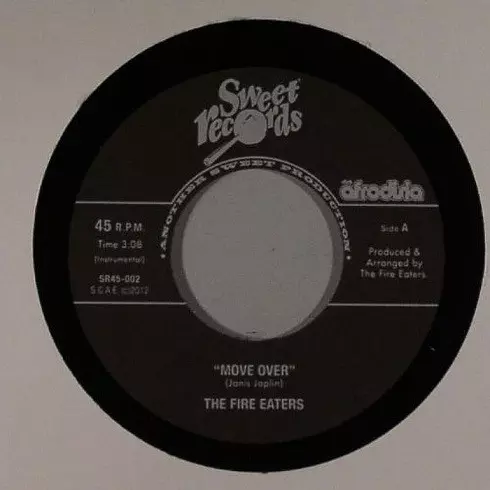 Sweet
records
•ANOTHER SWEET PRODUCTION•
afrodisia
45 R.P.M.
Time 3:08
(Instrumental)
SR45-002
S.G.A.E. (c)2012
Side A
Produced &
Arranged by
The Fire Eaters
"MOVE OVER"
(Janis Joplin)
THE FIRE EATERS